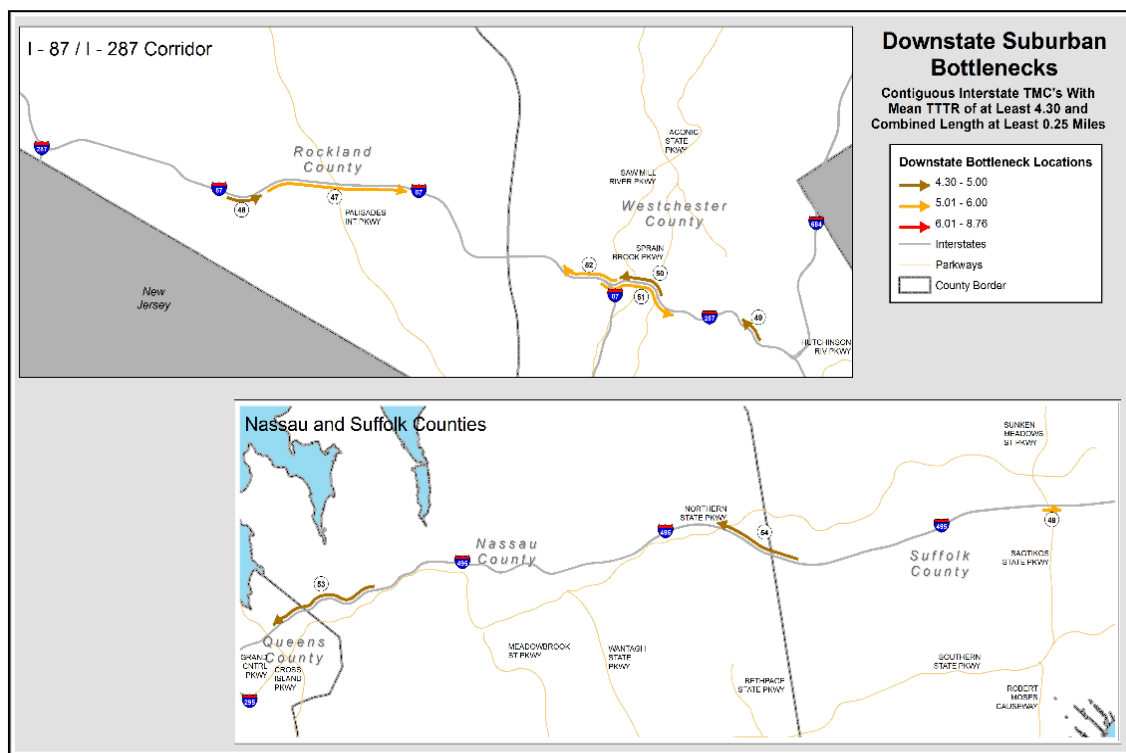 I - 87 / I - 287 Corridor
Downstate Suburban
Bottlenecks
Contiguous Interstate TMC's With
Mean TTTR of at Least 4.30 and
Combined Length at Least 0.25 Miles
Downstate Bottleneck Locations
4.30 - 5.00
5.01 - 6.00
6.01 - 8.76
Interstates
Parkways
County Border
287
Rockland
County
87
46
47
87
PALISADES
INT PKWY
New
Jersey
ACONIC
STATE
PKWY
SAW MILL
RIVER PKWY
Westchester
County
684
SPRAIN
BROOK PKWY
52
50
87
51
287
49
HUTCHINSON
RIV PKWY
Nassau and Suffolk Counties
SUNKEN
MEADOWS
ST PKWY
NORTHERN
STATE PKWY
495
54
495
48
Nassau
County
495
Suffolk
County
SAGTIKOS
STATE PKWY
53
Queens
County
GRAND
CNTRL
PKWY
CROSS
ISLAND
PKWY
295
MEADOWBROOK
ST PKWY
WANTAGH
STATE
PKWY
BETHPAGE
STATE PKWY
SOUTHERN
STATE PKWY
ROBERT
MOSES
CAUSEWAY